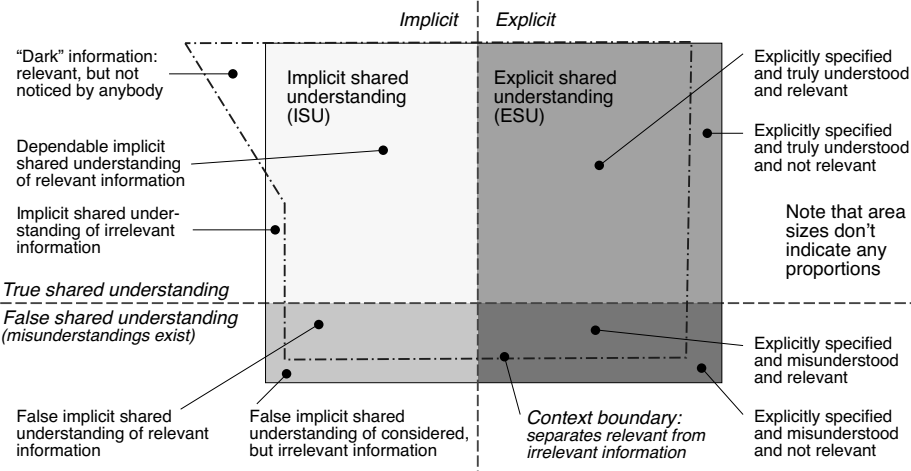 Implicit
Explicit
“Dark” information:
relevant, but not
noticed by anybody
Implicit shared
understanding
(ISU)
Explicit shared
understanding
(ESU)
Explicitly specified
and truly understood
and relevant
Dependable implicit
shared understanding
of relevant information
Explicitly specified
and truly understood
and not relevant
Implicit shared under-
standing of irrelevant
information
Note that area
sizes don’t
indicate any
proportions
True shared understanding
False shared understanding
(misunderstandings exist)
Explicitly specified
and misunderstood
and relevant
False implicit shared
understanding of relevant
information
False implicit shared
understanding of considered,
but irrelevant information
Context boundary:
separates relevant from
irrelevant information
Explicitly specified
and misunderstood
and not relevant